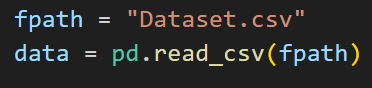 fpath = "Dataset.csv"
data = pd.read_csv(fpath)